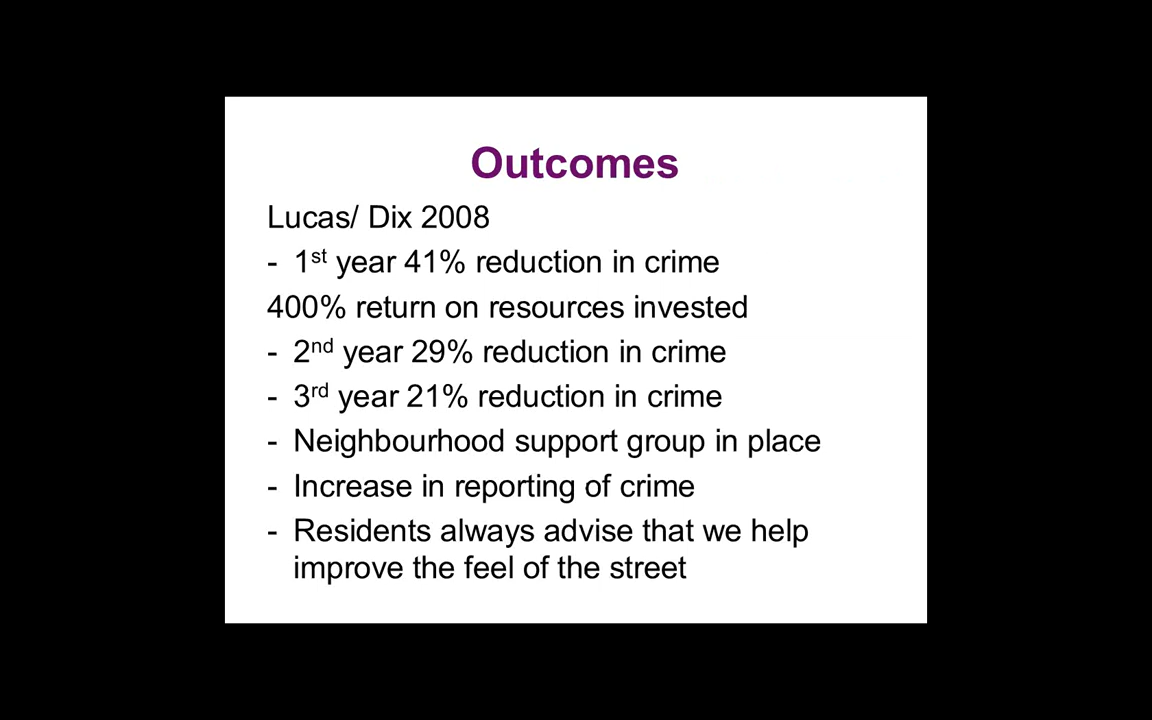 Outcomes
Lucas/ Dix 2008
- 1st year 41% reduction in crime
400% return on resources invested
- 2nd year 29% reduction in crime
- 3rd year 21% reduction in crime
- Neighbourhood support group in place
- Increase in reporting of crime
- Residents always advise that we help
improve the feel of the street